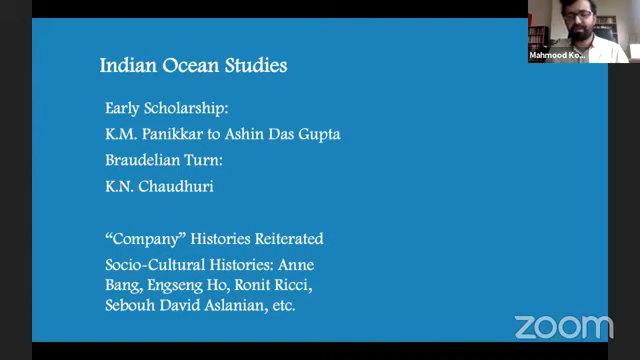 Mahmood Ko...
Indian Ocean Studies
Early Scholarship:
K.M. Panikkar to Ashin Das Gupta
Braudelian Turn:
K.N. Chaudhuri
“Company” Histories Reiterated
Socio-Cultural Histories: Anne
Bang, Engseng Ho, Ronit Ricci,
Sebouh David Aslanian, etc.
zoom